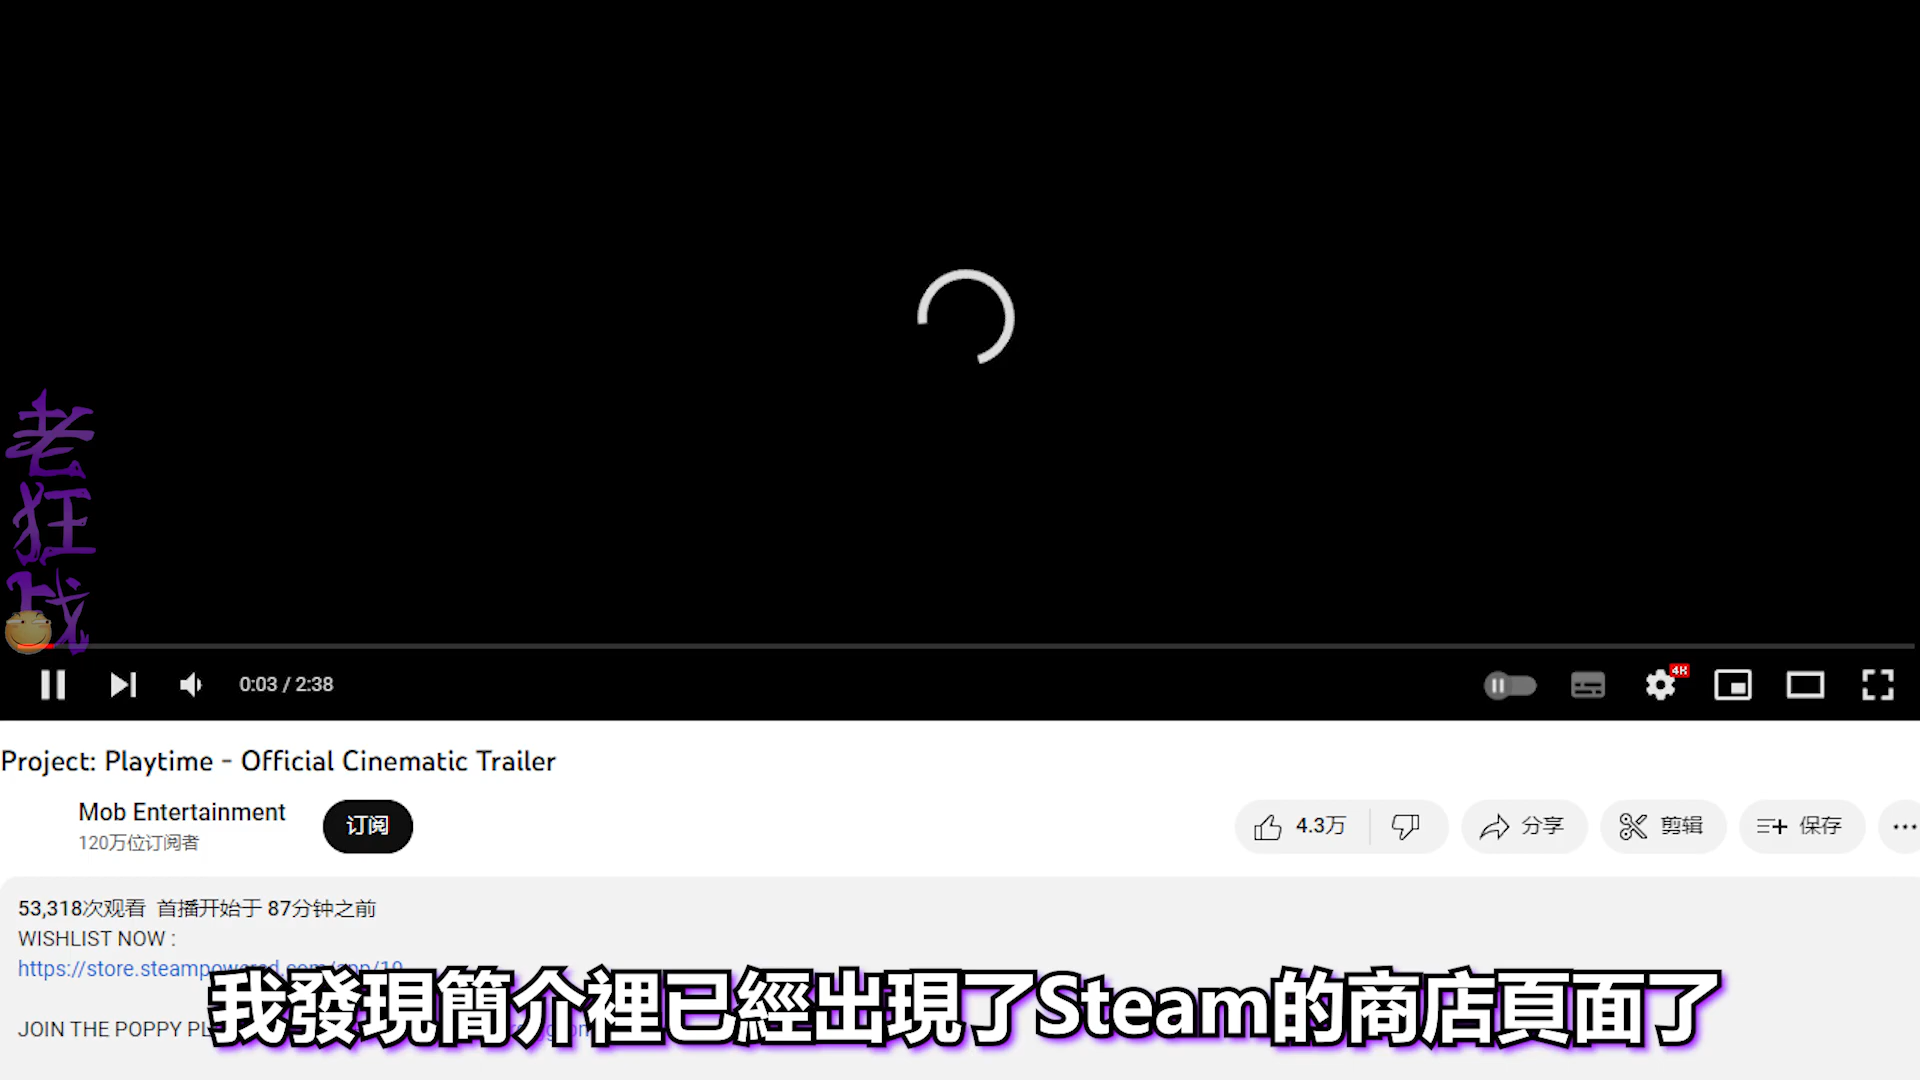 老狂战
0:03 / 2:38
4K
Project: Playtime - Official Cinematic Trailer
Mob Entertainment
120万位订阅者
订阅
4.3万
分享
剪辑
保存
53,318次观看 首播开始于 87分钟之前
WISHLIST NOW :
https://store.steampowered.com/app/10
JOIN THE POPPY PL
我發現簡介裡已經出現了Steam的商店頁面了